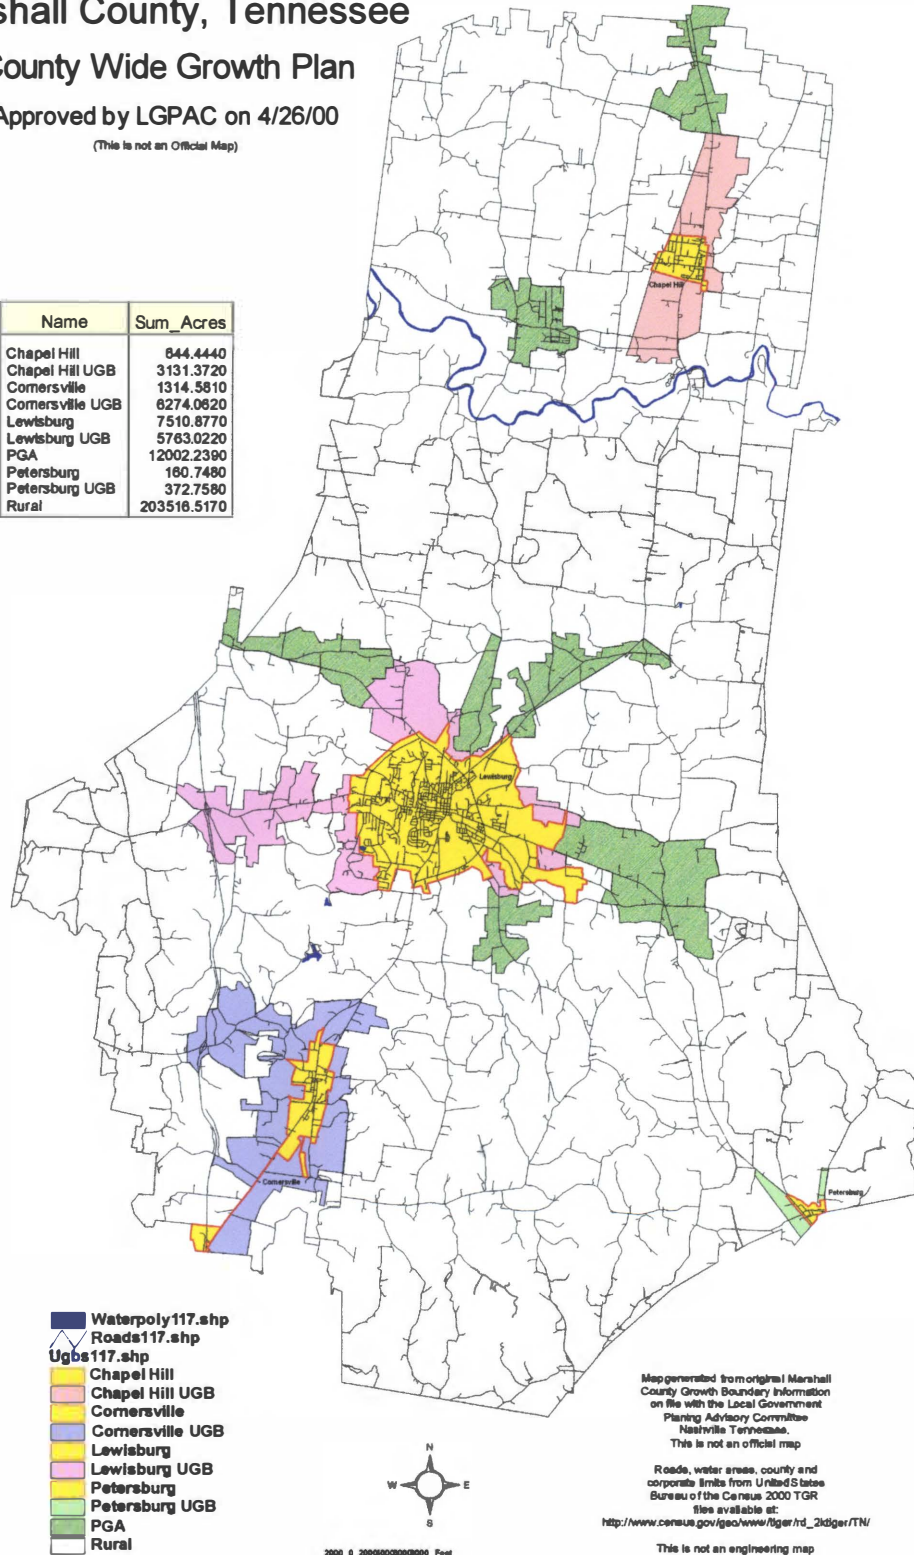 shall County, Tennessee
County Wide Growth Plan
Approved by LGPAC on 4/26/00
(This is not an Official Map)
Name Sum_Acres
Chapel Hill 844.4440
Chapel Hill UGB 3131.3720
Cornersville 1314.5810
Cornersville UGB 6274.0620
Lewisburg 7510.8770
Lewisburg UGB 5763.0220
PGA 12002.2390
Petersburg 160.7480
Petersburg UGB 372.7580
Rural 203516.5170
Chapel Hill
Lewisburg
Cornersville
Petersburg
Waterpoly117.shp
Roads117.shp
Ugbs117.shp
Chapel Hill
Chapel Hill UGB
Cornersville
Cornersville UGB
Lewisburg
Lewisburg UGB
Petersburg
Petersburg UGB
PGA
Rural
N
W E
S
2000 0 Feet
Map generated from original Marshall
County Growth Boundary Information
on file with the Local Government
Planing Advisory Committee
Nashville Tennessee.
This is not an official map
Roads, water areas, county and
corporate limits from United States
Bureau of the Census 2000 TGR
files available at:
http://www.census.gov/geo/www/tiger/rd_2ktiger/TN/
This is not an engineering map